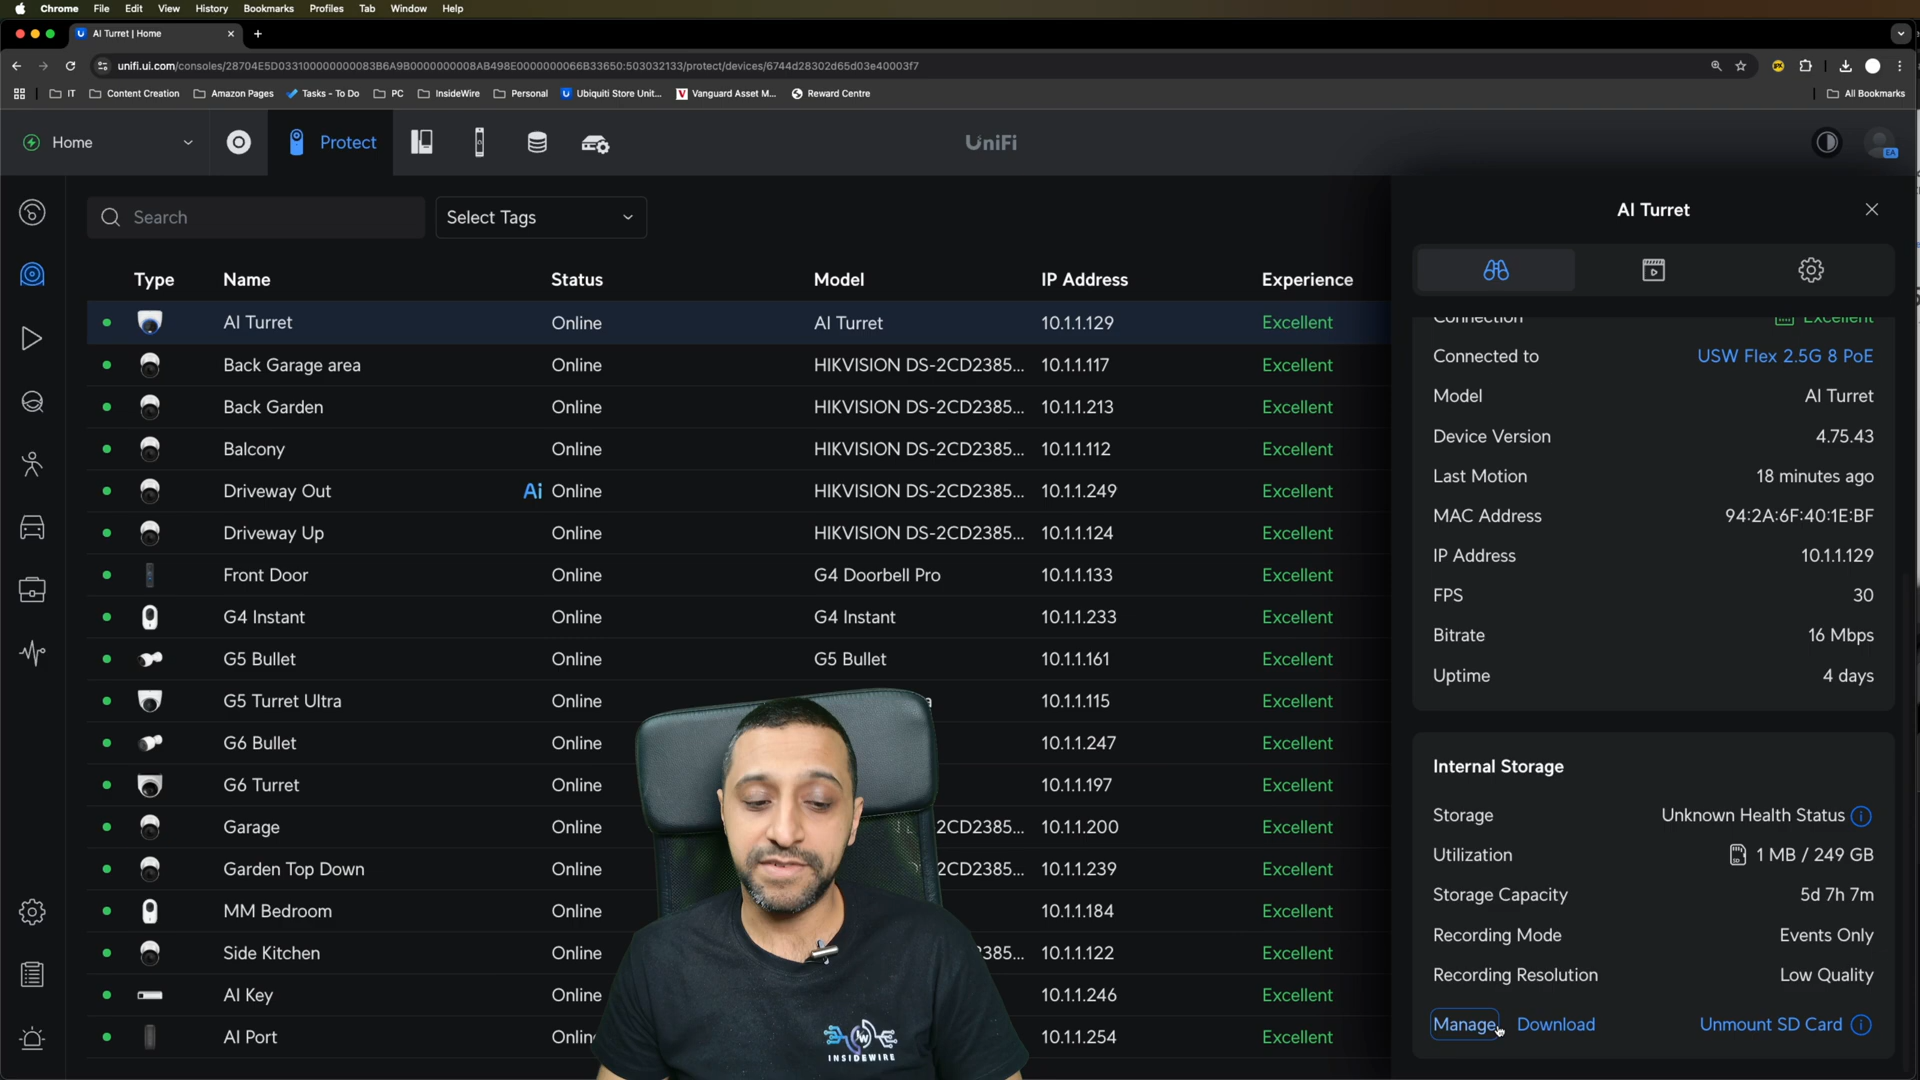 Chrome File Edit View History Bookmarks Profiles Tab Window Help
AI Turret | Home
unifi.ui.com/consoles/28704E5D033100000000083B6A9B0000000008AB498E0000000066B33650:503032133/protect/devices/6744d28302d65d03e40003f7
IT Content Creation Amazon Pages Tasks - To Do PC InsideWire Personal Ubiquiti Store Unit... Vanguard Asset M... Reward Centre All Bookmarks
Home Protect UniFi EA
Search Select Tags
Type Name Status Model IP Address Experience
AI Turret Online AI Turret 10.1.1.129 Excellent
Back Garage area Online HIKVISION DS-2CD2385... 10.1.1.117 Excellent
Back Garden Online HIKVISION DS-2CD2385... 10.1.1.213 Excellent
Balcony Online HIKVISION DS-2CD2385... 10.1.1.112 Excellent
Driveway Out Ai Online HIKVISION DS-2CD2385... 10.1.1.249 Excellent
Driveway Up Online HIKVISION DS-2CD2385... 10.1.1.124 Excellent
Front Door Online G4 Doorbell Pro 10.1.1.133 Excellent
G4 Instant Online G4 Instant 10.1.1.233 Excellent
G5 Bullet Online G5 Bullet 10.1.1.161 Excellent
G5 Turret Ultra Online 10.1.1.115 Excellent
G6 Bullet Online 10.1.1.247 Excellent
G6 Turret Online 10.1.1.197 Excellent
Garage Online 2CD2385... 10.1.1.200 Excellent
Garden Top Down Online 2CD2385... 10.1.1.239 Excellent
MM Bedroom Online 10.1.1.184 Excellent
Side Kitchen Online 2385... 10.1.1.122 Excellent
AI Key Online 10.1.1.246 Excellent
AI Port Online 10.1.1.254 Excellent
IW
INSIDEWIRE
AI Turret
Connection Excellent
Connected to USW Flex 2.5G 8 PoE
Model AI Turret
Device Version 4.75.43
Last Motion 18 minutes ago
MAC Address 94:2A:6F:40:1E:BF
IP Address 10.1.1.129
FPS 30
Bitrate 16 Mbps
Uptime 4 days
Internal Storage
Storage Unknown Health Status
Utilization 1 MB / 249 GB
Storage Capacity 5d 7h 7m
Recording Mode Events Only
Recording Resolution Low Quality
Manage Download Unmount SD Card